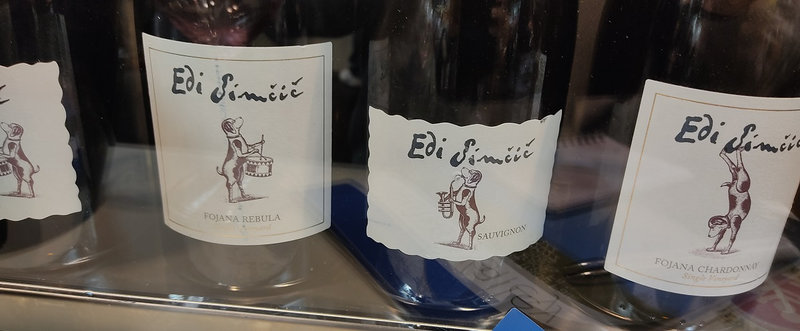 Edi Simčič
FOJANA REBULA
Edi Simčič
SAUVIGNON
Edi Simčič
FOJANA CHARDONNAY
Single Vineyard